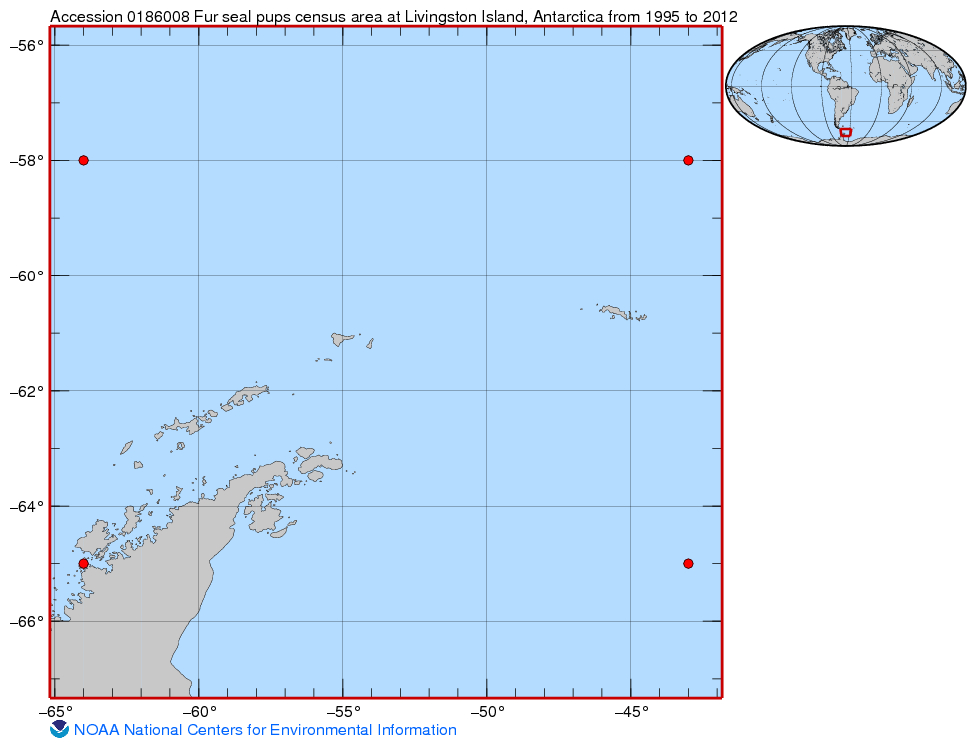 Accession 0186008 Fur seal pups census area at Livingston Island, Antarctica from 1995 to 2012
−56°
−58°
−60°
−62°
−64°
−66°
−65° −60° −55° −50° −45°
NOAA National Centers for Environmental Information